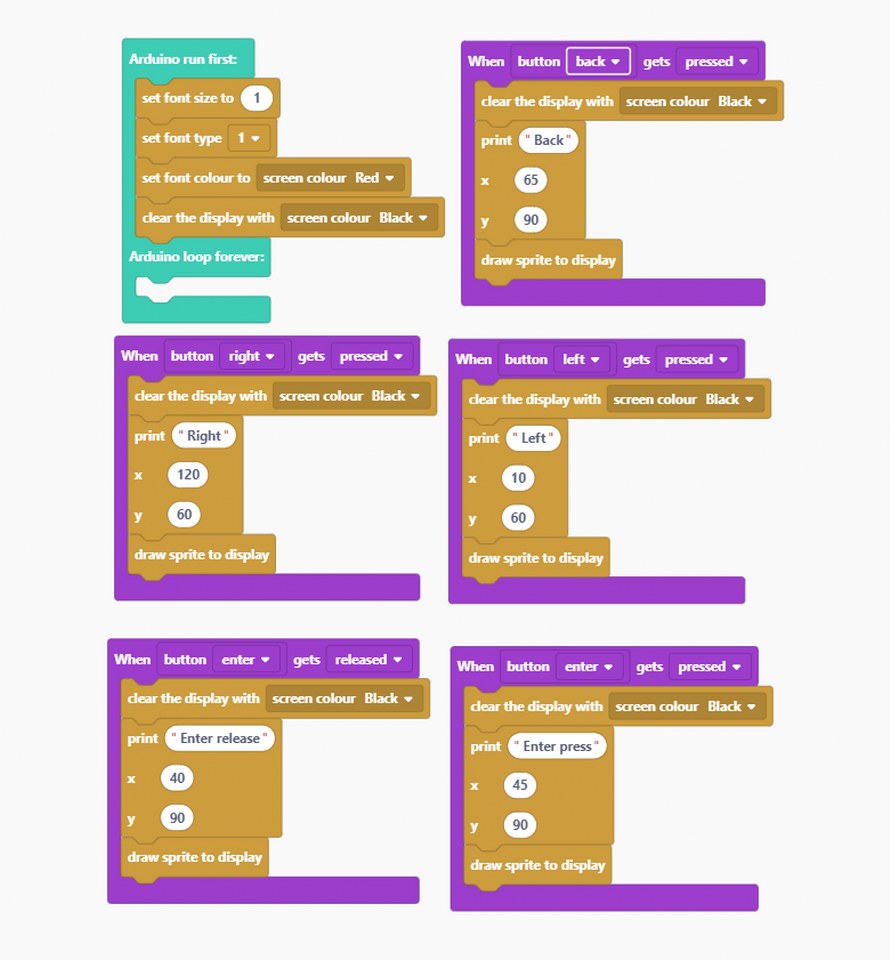 Arduino run first:
set font size to 1
set font type 1
set font colour to screen colour Red
clear the display with screen colour Black
Arduino loop forever:
When button back gets pressed
clear the display with screen colour Black
print "Back"
x 65
y 90
draw sprite to display
When button right gets pressed
clear the display with screen colour Black
print "Right"
x 120
y 60
draw sprite to display
When button left gets pressed
clear the display with screen colour Black
print "Left"
x 10
y 60
draw sprite to display
When button enter gets released
clear the display with screen colour Black
print "Enter release"
x 40
y 90
draw sprite to display
When button enter gets pressed
clear the display with screen colour Black
print "Enter press"
x 45
y 90
draw sprite to display